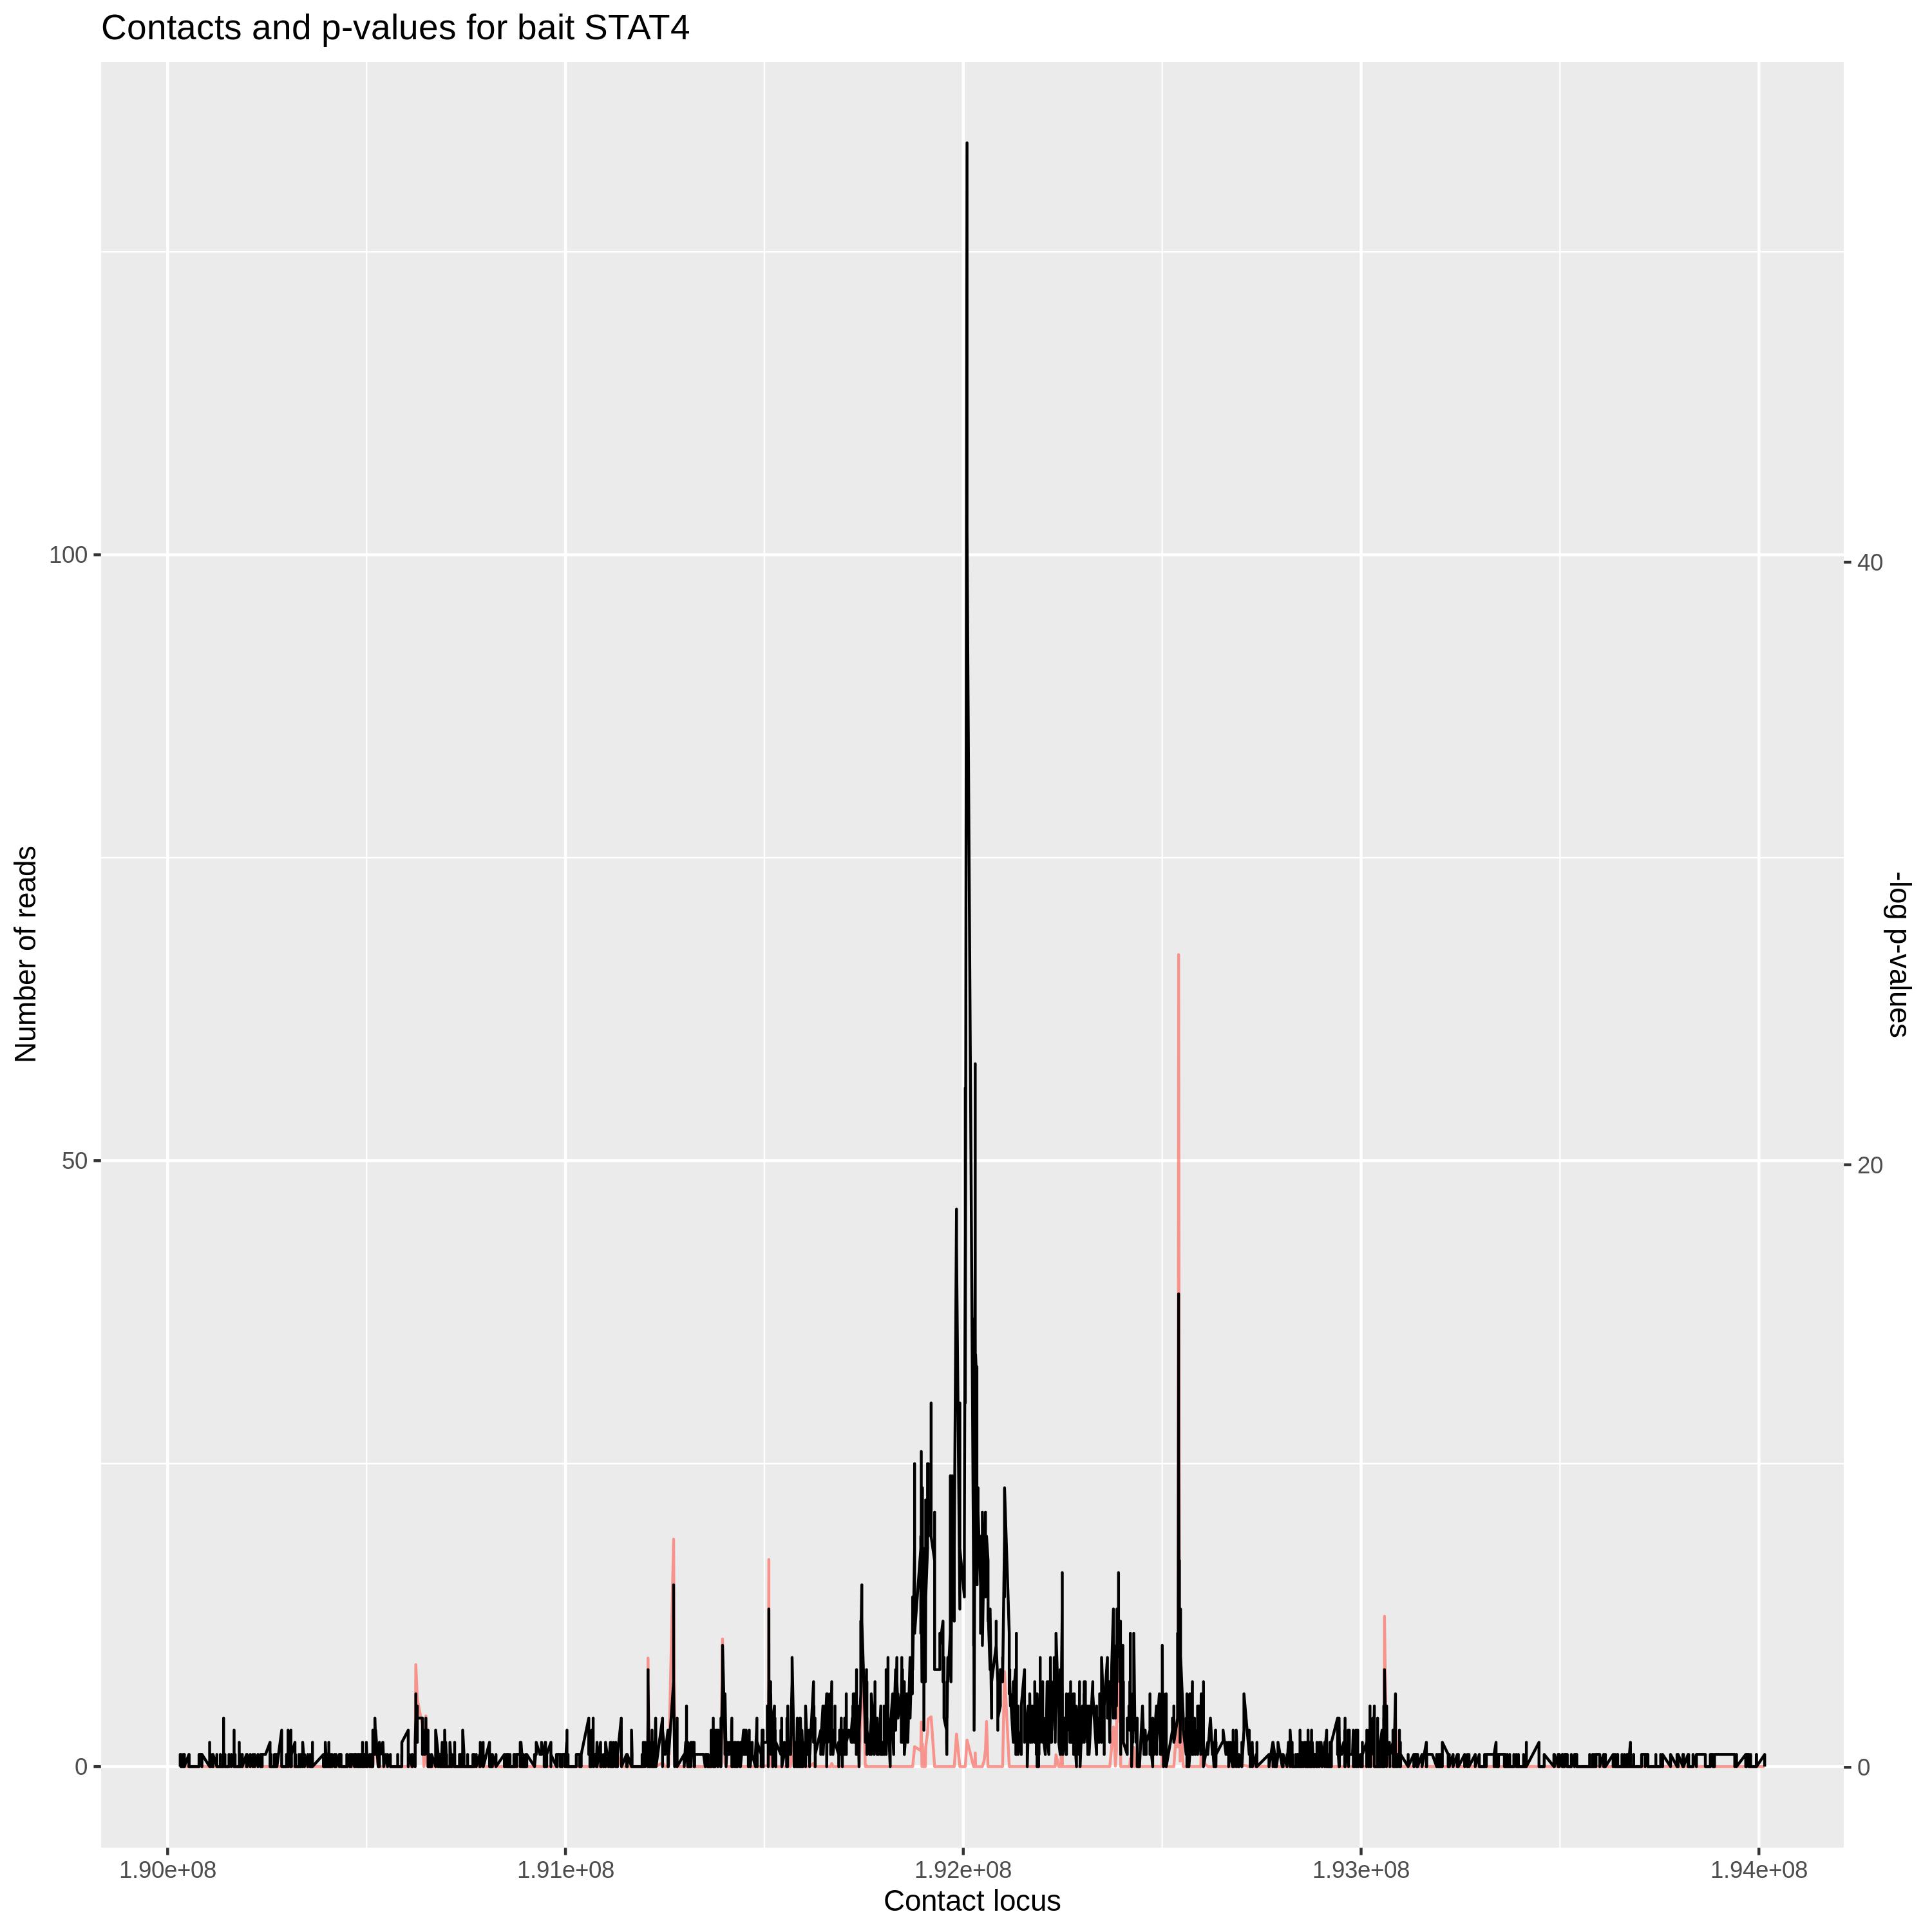 Contacts and p-values for bait STAT4
Number of reads
100
50
0
40
20
0
-log p-values
1.90e+08
1.91e+08
1.92e+08
1.93e+08
1.94e+08
Contact locus